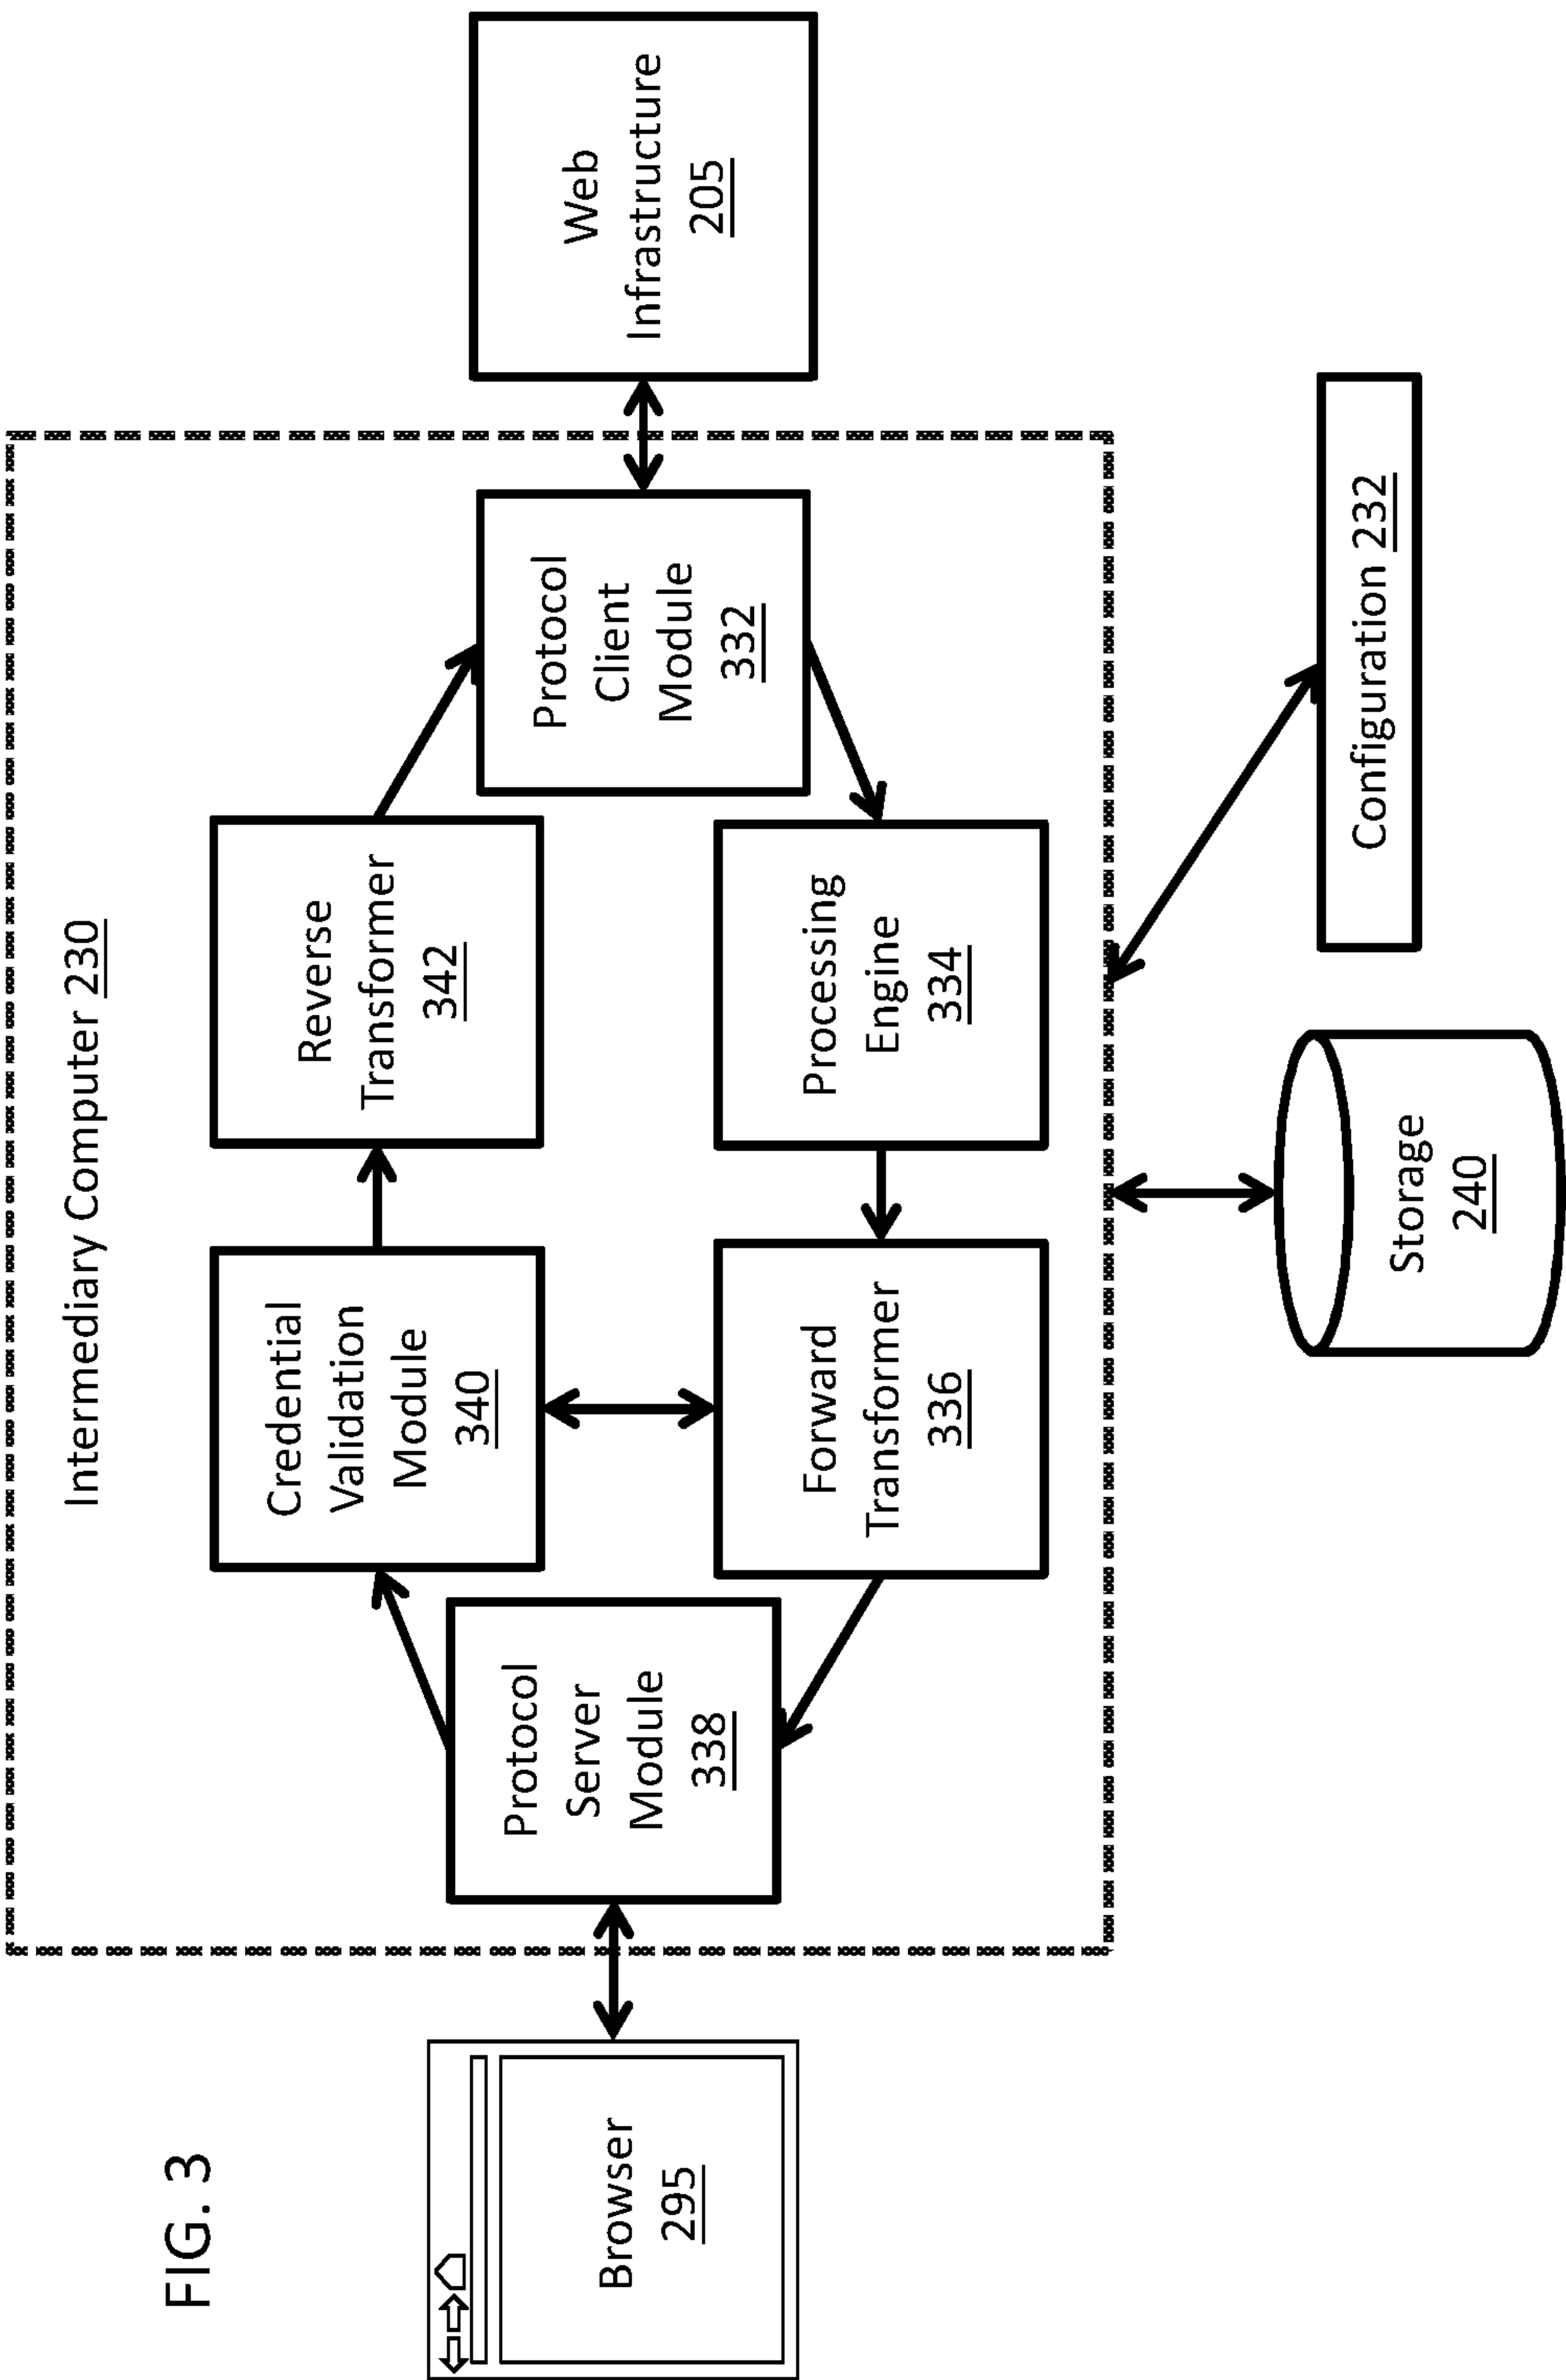 FIG. 3
Intermediary Computer 230
Browser
295
Protocol
Server
Module
338
Credential
Validation
Module
340
Reverse
Transformer
342
Forward
Transformer
336
Processing
Engine
334
Protocol
Client
Module
332
Web
Infrastructure
205
Storage
240
Configuration 232